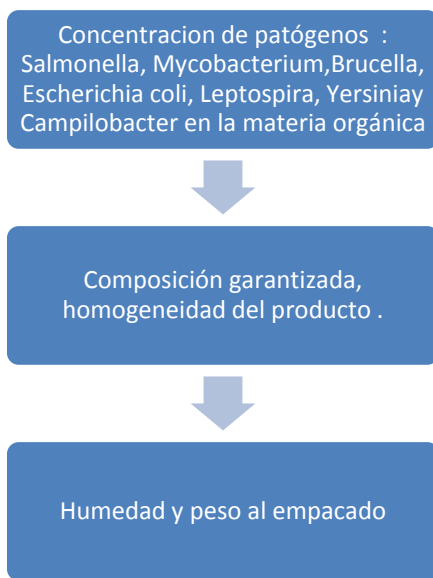 Concentracion de patógenos :
Salmonella, Mycobacterium,Brucella,
Escherichia coli, Leptospira, Yersiniay
Campilobacter en la materia orgánica
Composición garantizada,
homogeneidad del producto .
Humedad y peso al empacado